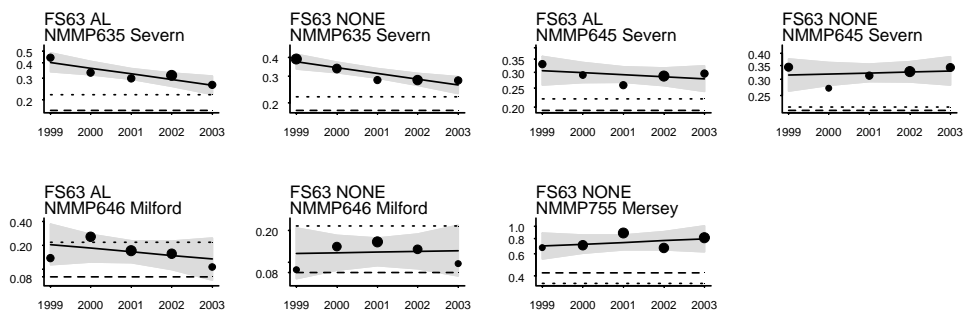 FS63 AL
NMMP635 Severn
0.5
0.4
0.3
0.2
1999 2000 2001 2002 2003
FS63 NONE
NMMP635 Severn
0.4
0.3
0.2
1999 2000 2001 2002 2003
FS63 AL
NMMP645 Severn
0.35
0.30
0.25
0.20
1999 2000 2001 2002 2003
FS63 NONE
NMMP645 Severn
0.40
0.35
0.30
0.25
1999 2000 2001 2002 2003
FS63 AL
NMMP646 Milford
0.40
0.20
0.08
1999 2000 2001 2002 2003
FS63 NONE
NMMP646 Milford
0.20
0.08
1999 2000 2001 2002 2003
FS63 NONE
NMMP755 Mersey
1.0
0.8
0.6
0.4
1999 2000 2001 2002 2003